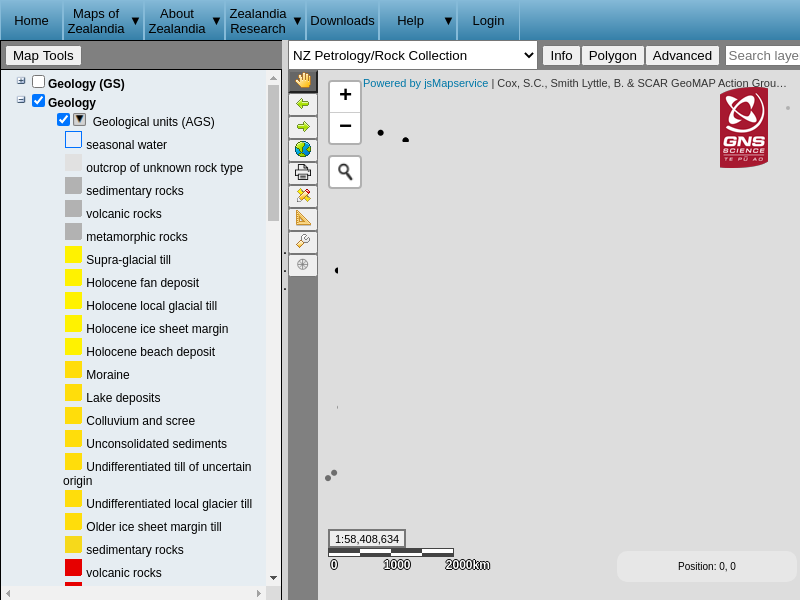 Home
Maps of Zealandia ▼
About Zealandia ▼
Zealandia Research ▼
Downloads
Help ▼
Login
Map Tools
NZ Petrology/Rock Collection
Info
Polygon
Advanced
Search laye
Geology (GS)
Geology
Geological units (AGS)
seasonal water
outcrop of unknown rock type
sedimentary rocks
volcanic rocks
metamorphic rocks
Supra-glacial till
Holocene fan deposit
Holocene local glacial till
Holocene ice sheet margin
Holocene beach deposit
Moraine
Lake deposits
Colluvium and scree
Unconsolidated sediments
Undifferentiated till of uncertain
origin
Undifferentiated local glacier till
Older ice sheet margin till
sedimentary rocks
volcanic rocks
+
−
Powered by jsMapservice | Cox, S.C., Smith Lyttle, B. & SCAR GeoMAP Action Grou…
GNS
SCIENCE
TE PŪ AO
1:58,408,634
0 1000 2000km
Position: 0, 0